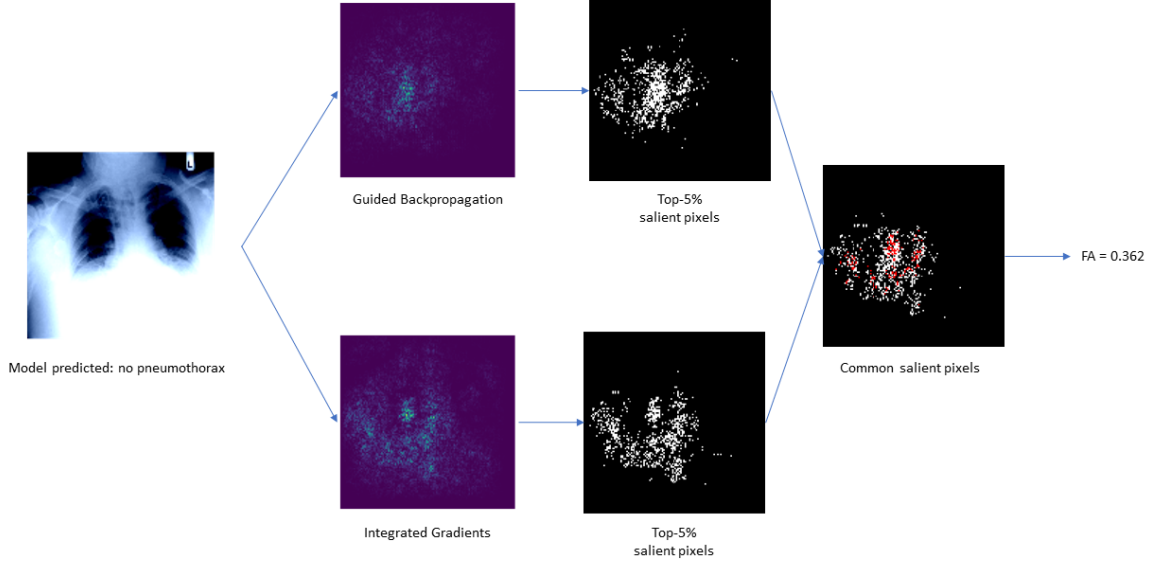 L
Model predicted: no pneumothorax
Guided Backpropagation
Top-5%
salient pixels
Integrated Gradients
Top-5%
salient pixels
Common salient pixels
FA = 0.362